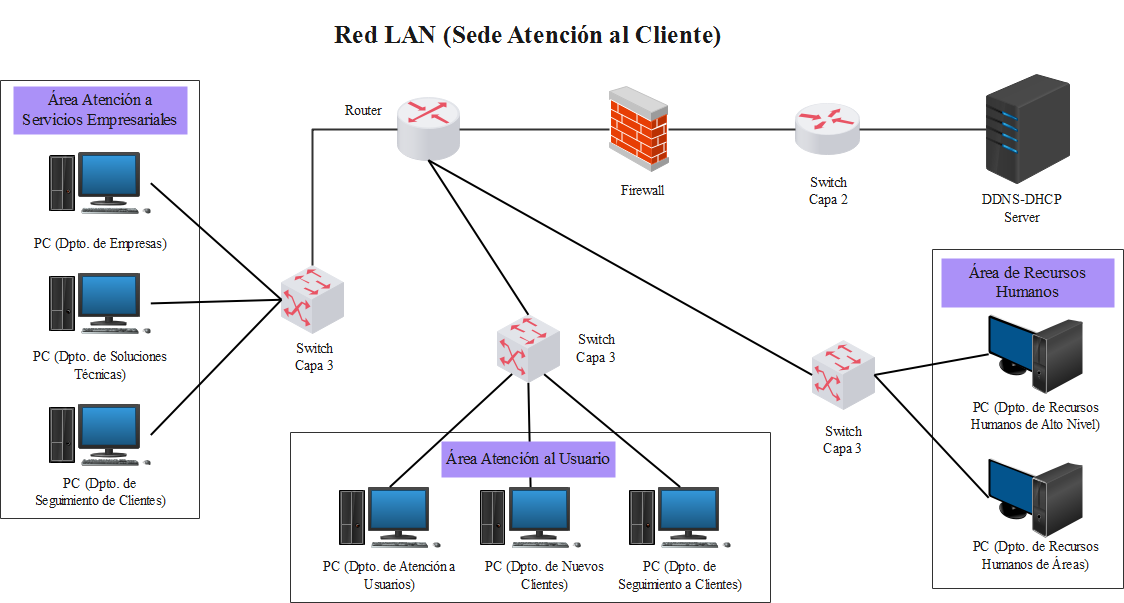 Red LAN (Sede Atención al Cliente)
Área Atención a
Servicios Empresariales
PC (Dpto. de Empresas)
PC (Dpto. de Soluciones
Técnicas)
PC (Dpto. de
Seguimiento de Clientes)
Router
Firewall
Switch
Capa 2
DDNS-DHCP
Server
Switch
Capa 3
Switch
Capa 3
Switch
Capa 3
Área Atención al Usuario
PC (Dpto. de Atención a
Usuarios)
PC (Dpto. de Nuevos
Clientes)
PC (Dpto. de
Seguimiento a Clientes)
Área de Recursos
Humanos
PC (Dpto. de Recursos
Humanos de Alto Nivel)
PC (Dpto. de Recursos
Humanos de Áreas)